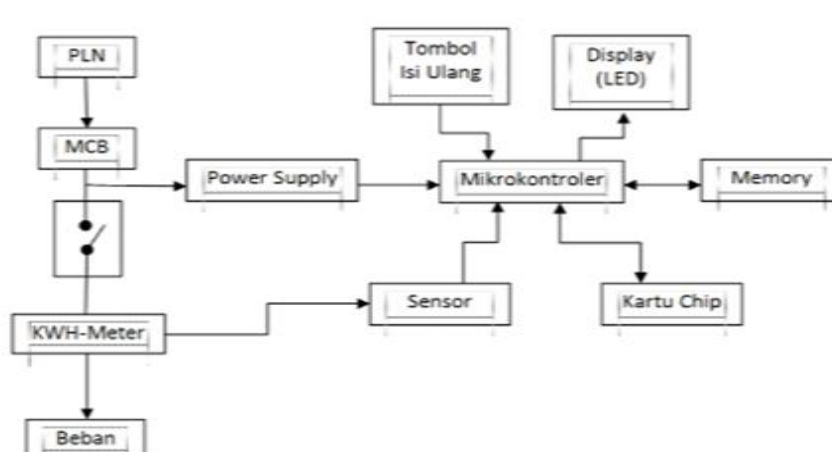 PLN
Tombol
Isi Ulang
Display
(LED)
MCB
Power Supply
Mikrokontroler
Memory
Sensor
Kartu Chip
KWH-Meter
Beban